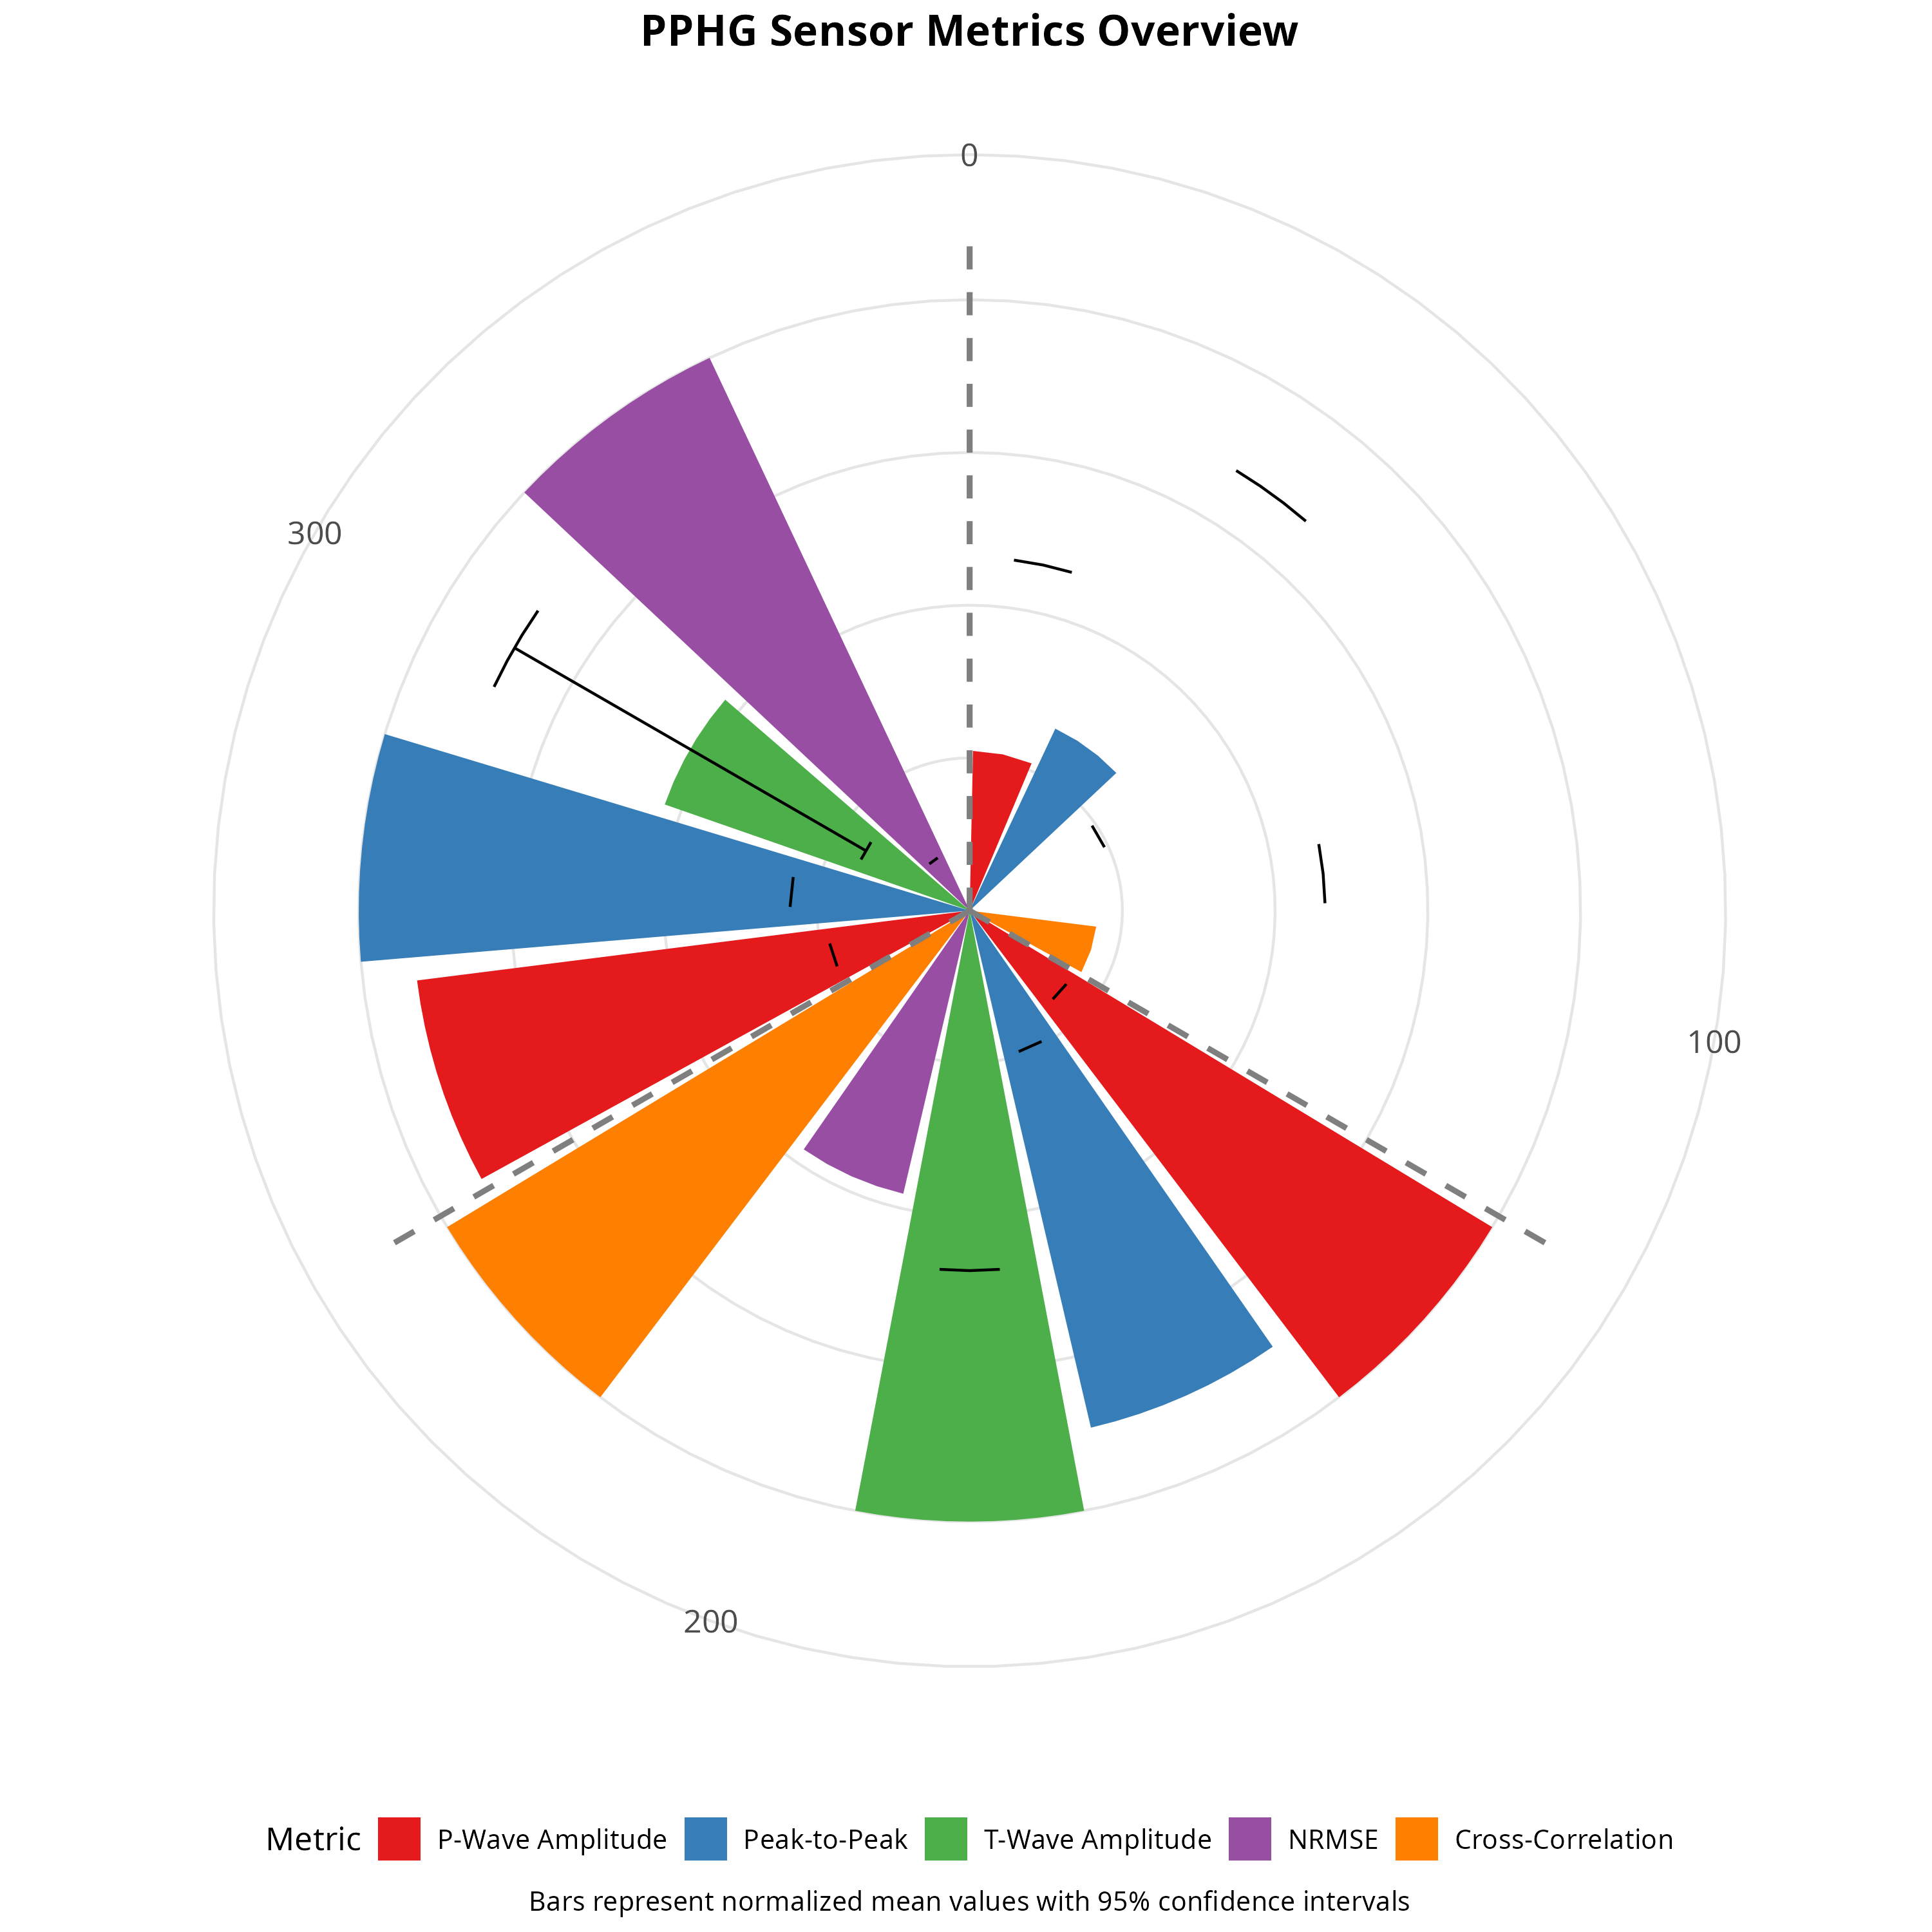 PPHG Sensor Metrics Overview
0
300
100
200
Metric P-Wave Amplitude Peak-to-Peak T-Wave Amplitude NRMSE Cross-Correlation
Bars represent normalized mean values with 95% confidence intervals